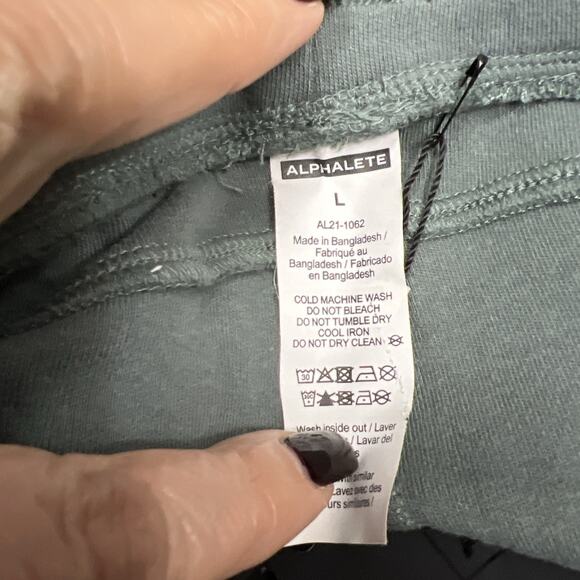 ALPHALETE
L
AL21-1062
Made in Bangladesh /
Fabriqué au
Bangladesh / Fabricado
en Bangladesh
COLD MACHINE WASH
DO NOT BLEACH
DO NOT TUMBLE DRY
COOL IRON
DO NOT DRY CLEAN
30
Wash inside out / Laver
/ Lavar del
similar
Lavez avec des
similaires /